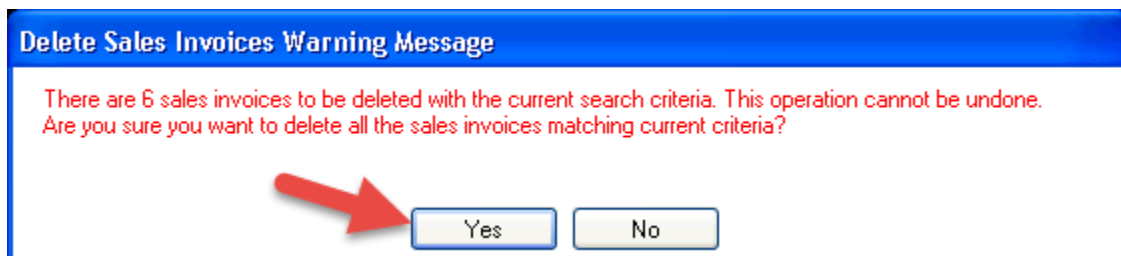 Delete Sales Invoices Warning Message
There are 6 sales invoices to be deleted with the current search criteria. This operation cannot be undone.
Are you sure you want to delete all the sales invoices matching current criteria?
Yes No